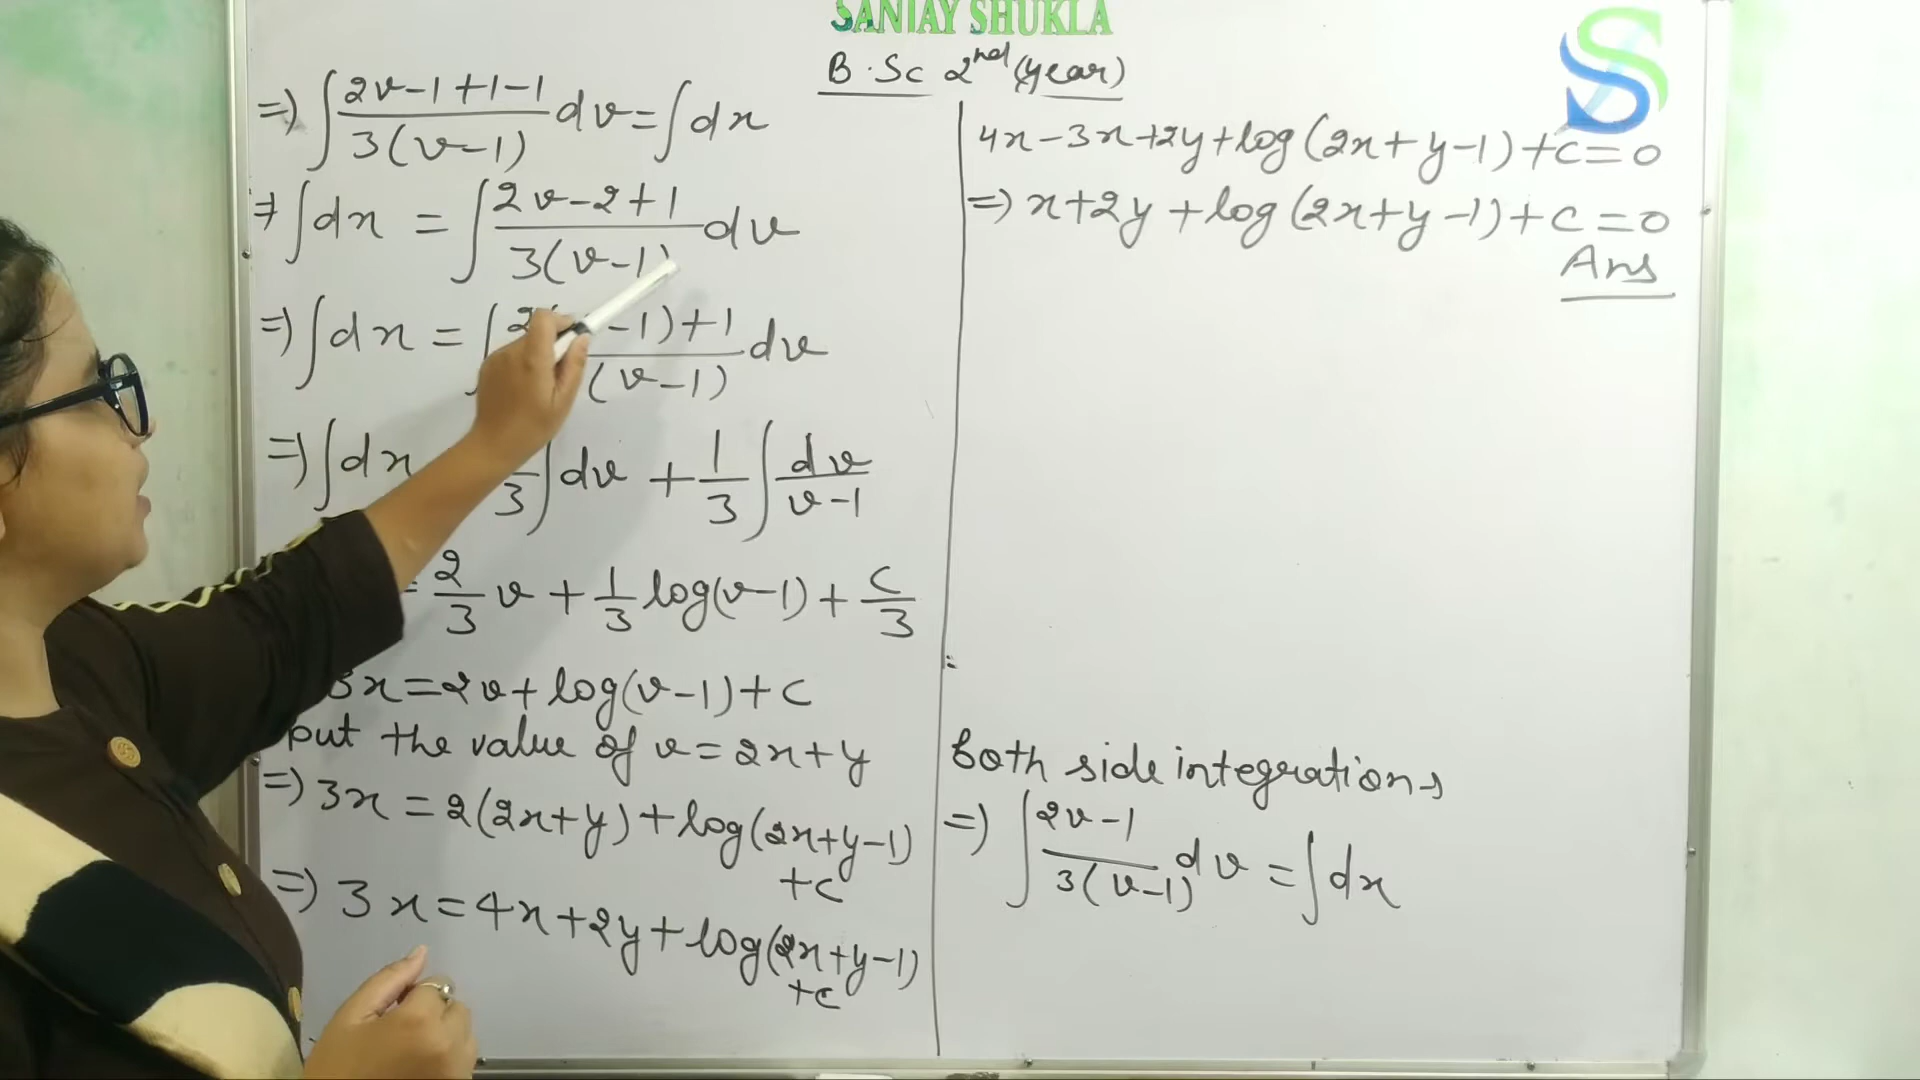 SANJAY SHUKLA
B.Sc 2nd (year)
=) ∫ (2v-1+1-1)/(3(v-1)) dv = ∫dx
=> ∫dx = ∫ (2v-2+1)/(3(v-1)) dv
=) ∫dx = ∫ (2( -1)+1)/( (v-1)) dv
=) ∫dx /3 ∫dv + 1/3 ∫ dv/(v-1)
= 2/3 v + 1/3 log(v-1) + c/3
3x = 2v + log(v-1) + c
put the value of v = 2x+y
=) 3x = 2(2x+y) + log(2x+y-1)
+c
=) 3x = 4x+2y+log(2x+y-1)
+c
4x-3x+2y+log(2x+y-1)+c=0
=) x+2y+log(2x+y-1)+c=0
Ans
Both side integrations
=) ∫ (2v-1)/(3(v-1)) dv = ∫dx